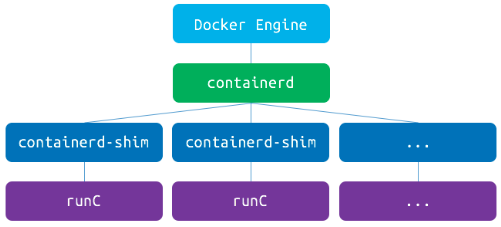 Docker Engine
containerd
containerd-shim
containerd-shim
...
runC
runC
...